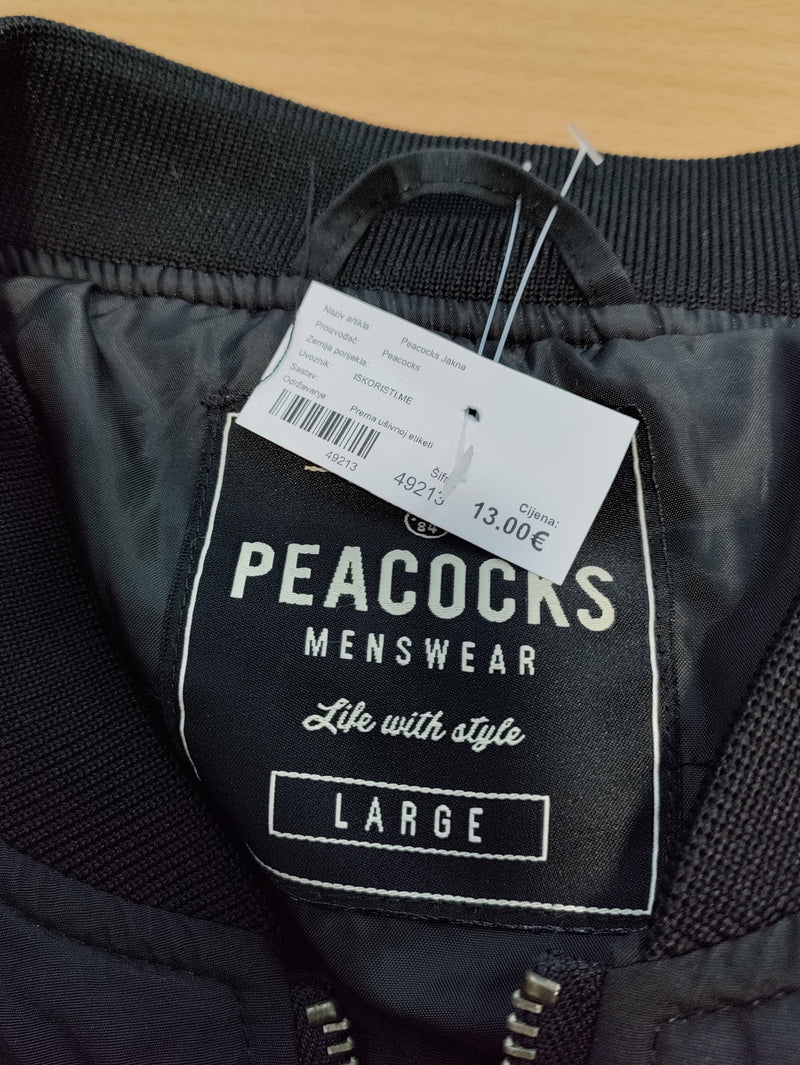 Naziv artikla: Peacocks Jakna
Proizvođač: Peacocks
Zemlja porijekla:
Uvoznik: ISKORISTI.ME
Sastav:
Održavanje: Prema ušivnoj etiketi
49213
49213
Cijena:
13.00€
84
PEACOCKS
MENSWEAR
Life with style
LARGE